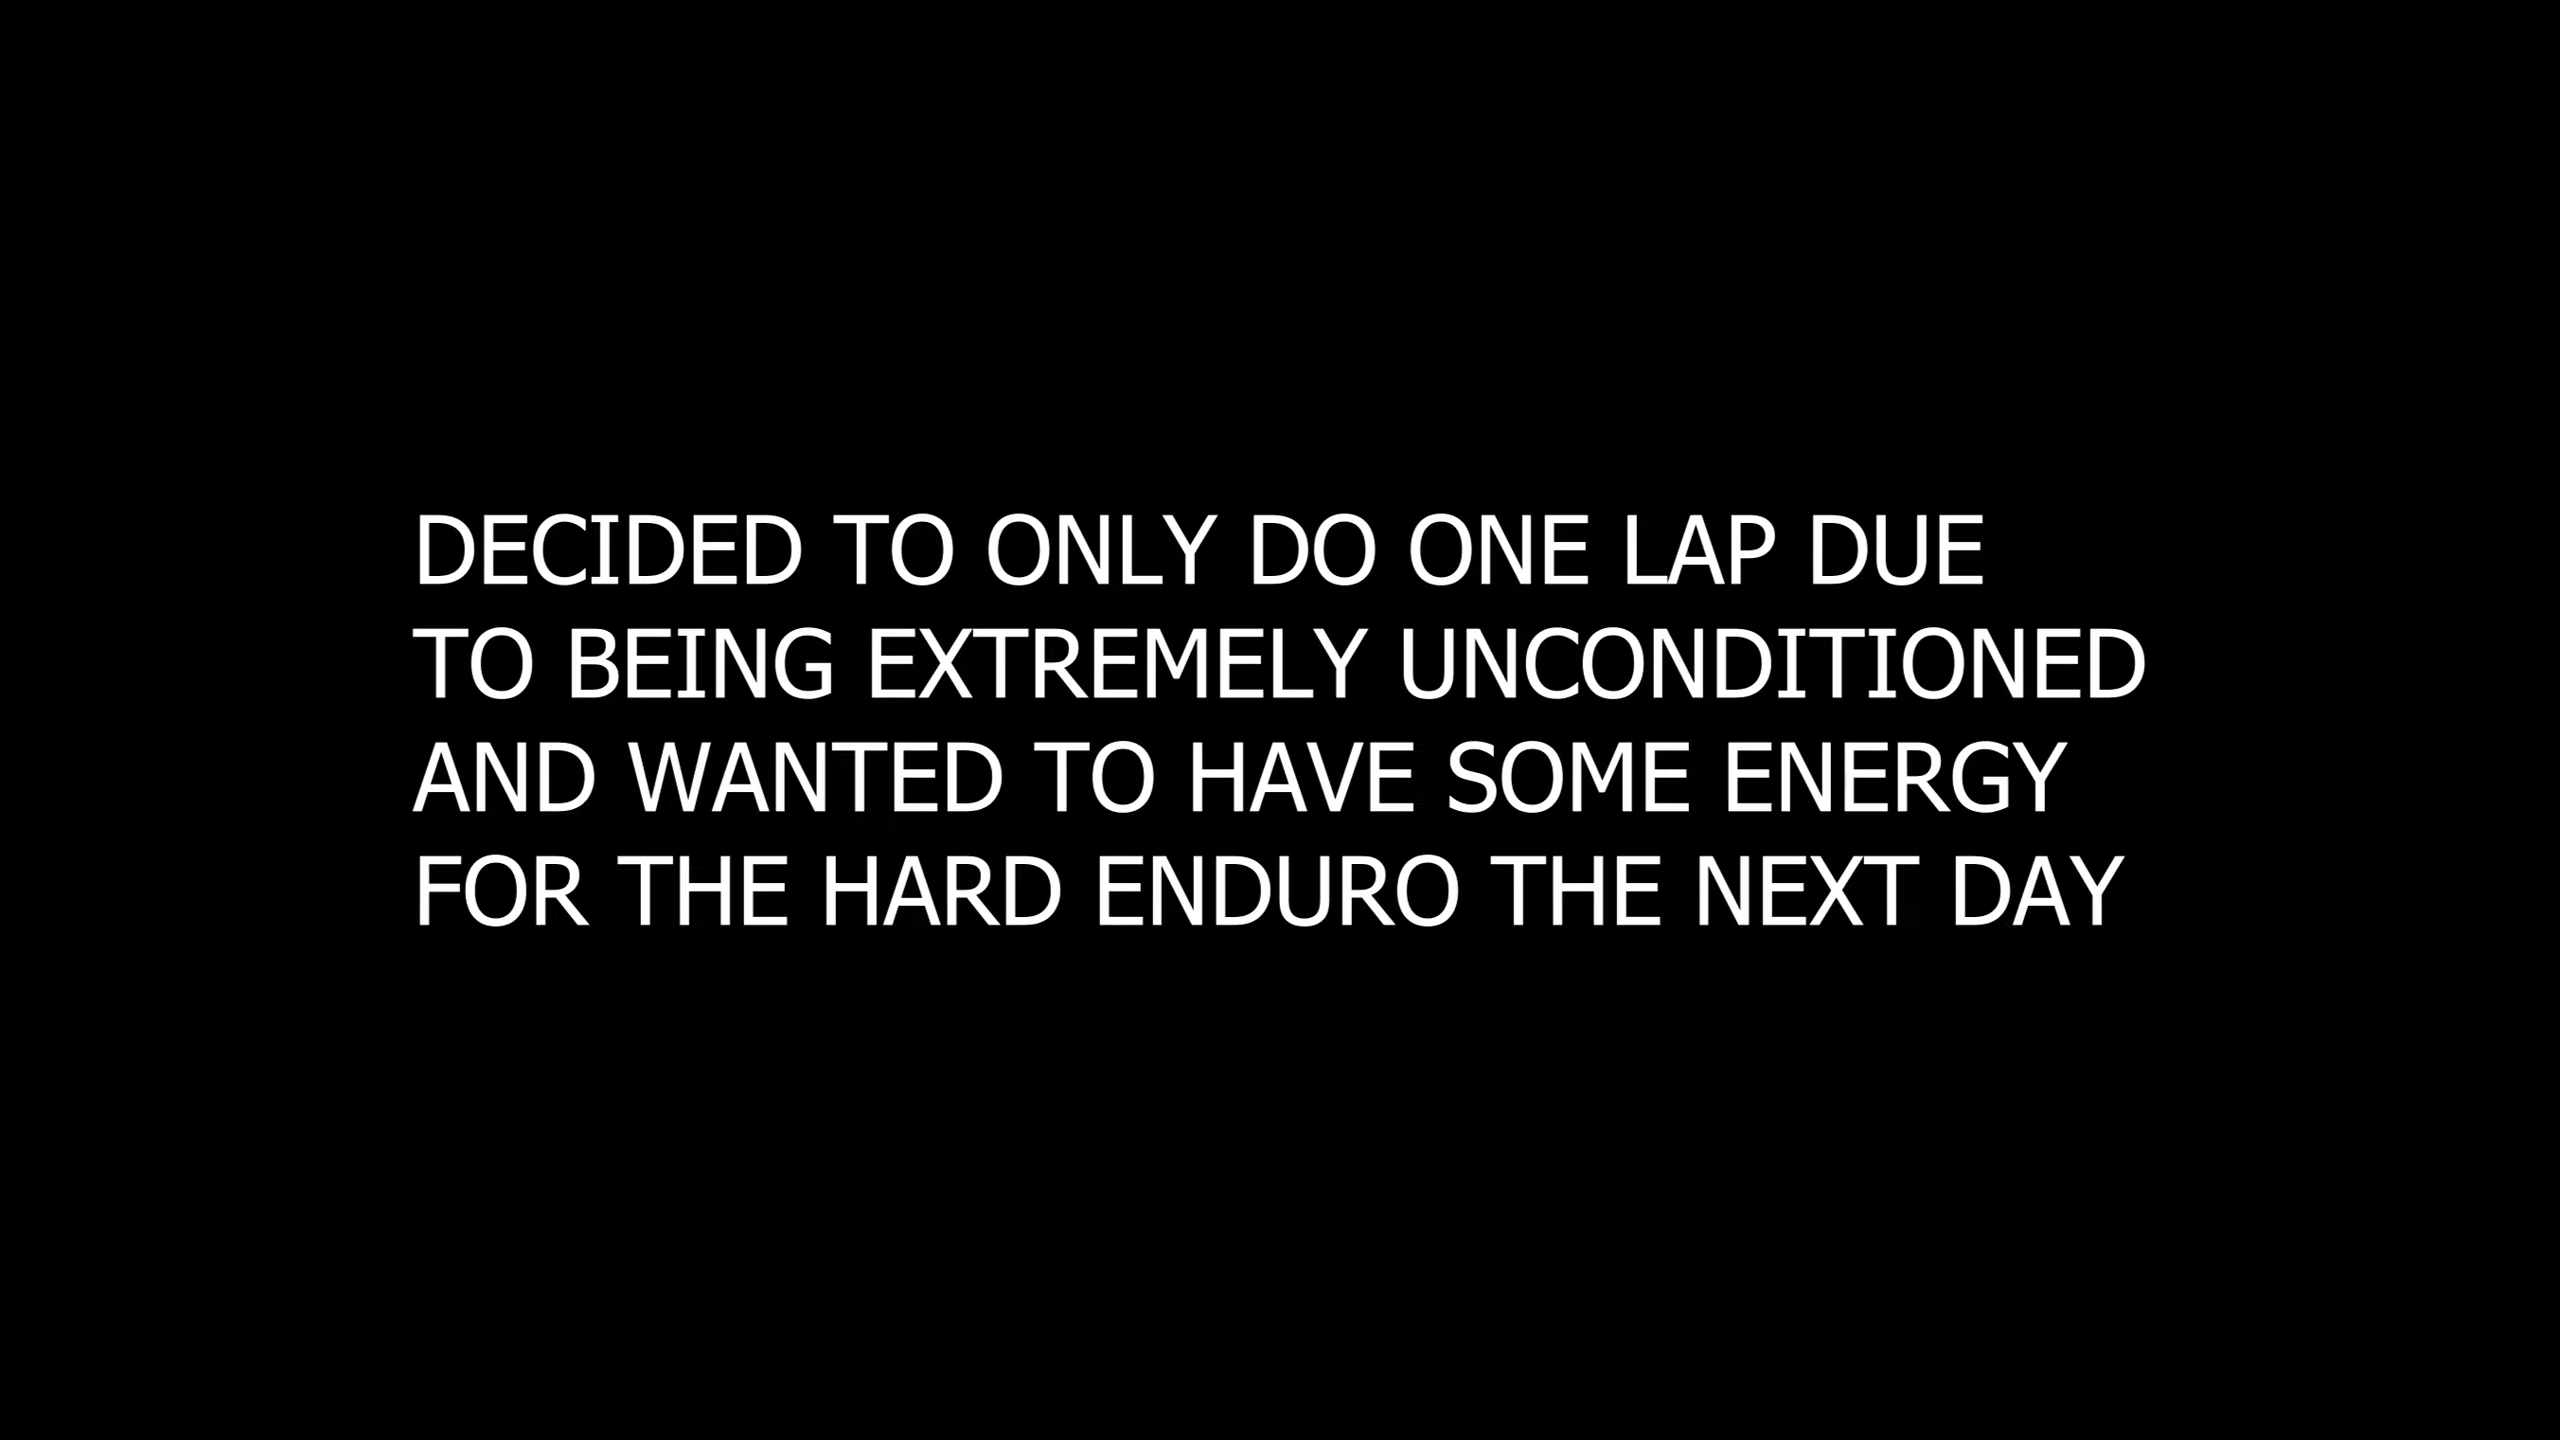 DECIDED TO ONLY DO ONE LAP DUE
TO BEING EXTREMELY UNCONDITIONED
AND WANTED TO HAVE SOME ENERGY
FOR THE HARD ENDURO THE NEXT DAY